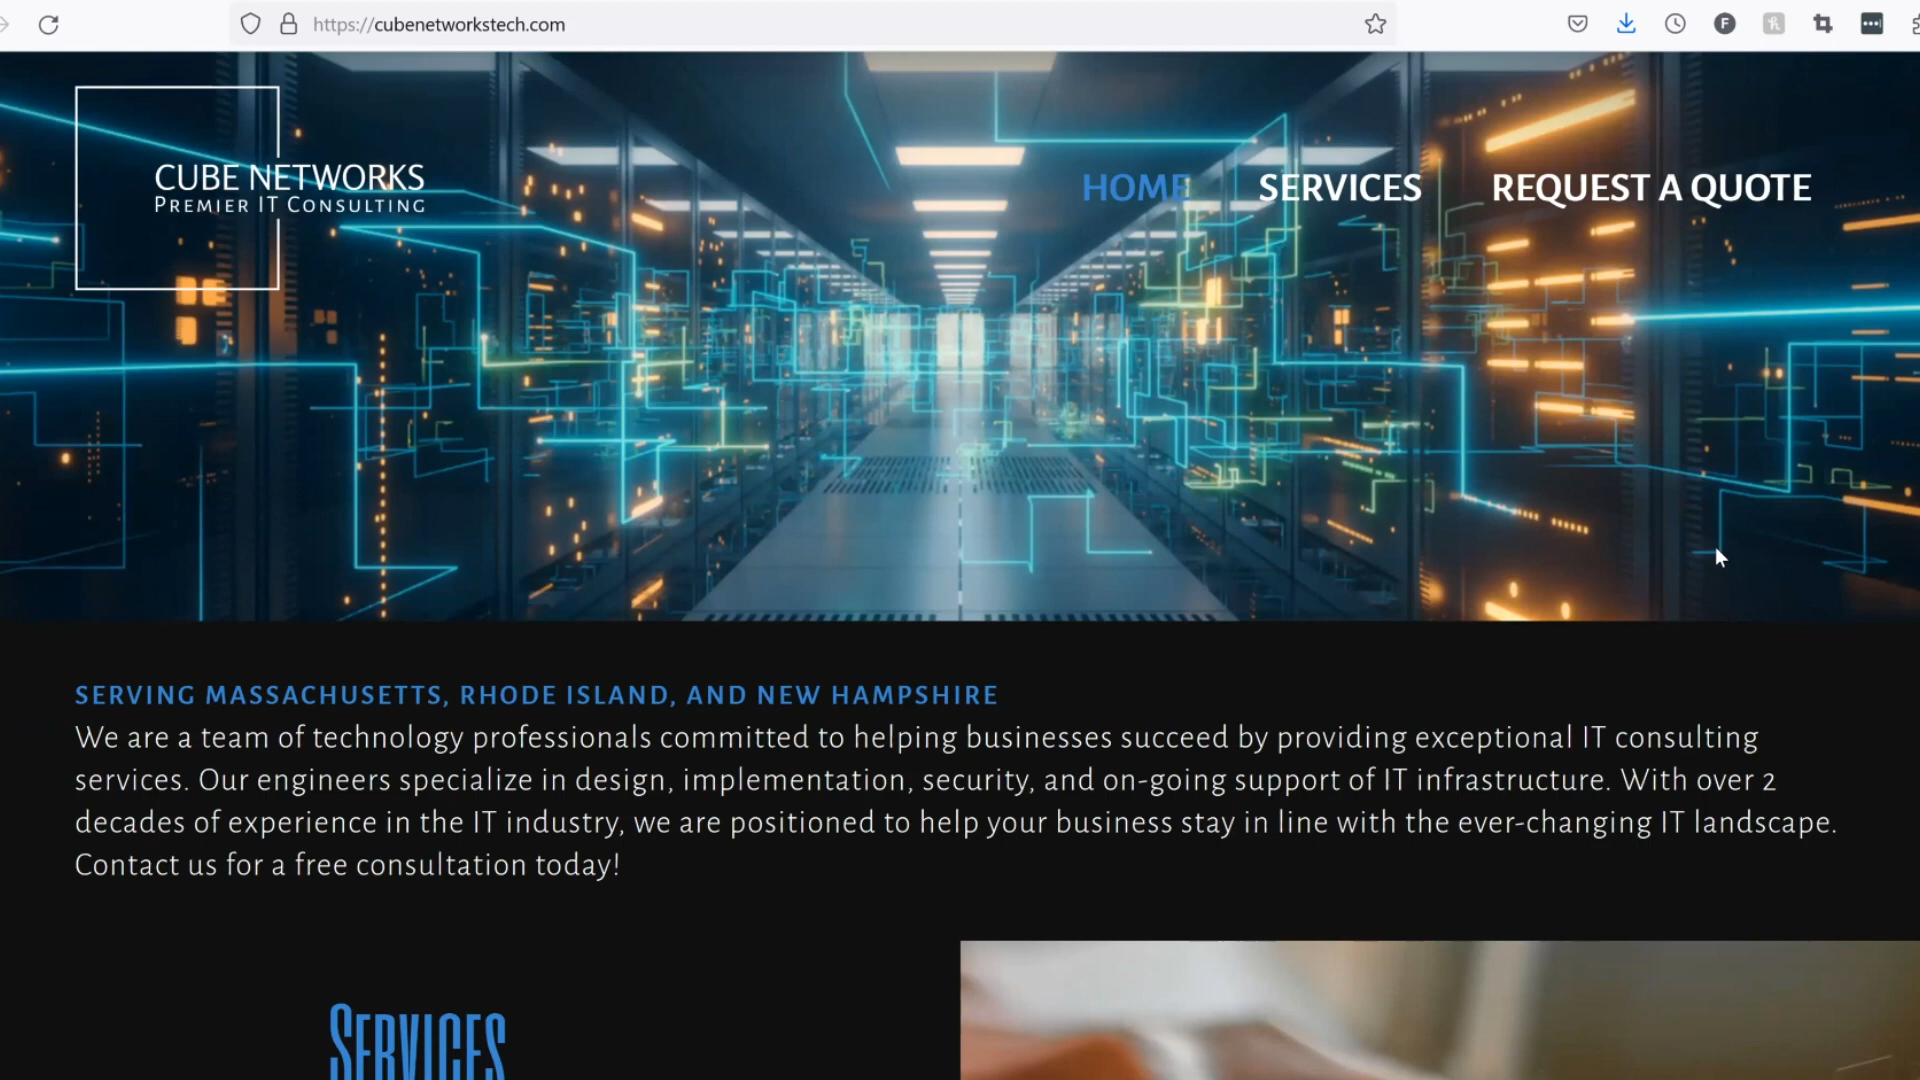 https://cubenetworkstech.com
CUBE NETWORKS
PREMIER IT CONSULTING
HOME
SERVICES
REQUEST A QUOTE
SERVING MASSACHUSETTS, RHODE ISLAND, AND NEW HAMPSHIRE
We are a team of technology professionals committed to helping businesses succeed by providing exceptional IT consulting
services. Our engineers specialize in design, implementation, security, and on-going support of IT infrastructure. With over 2
decades of experience in the IT industry, we are positioned to help your business stay in line with the ever-changing IT landscape.
Contact us for a free consultation today!
SERVICES